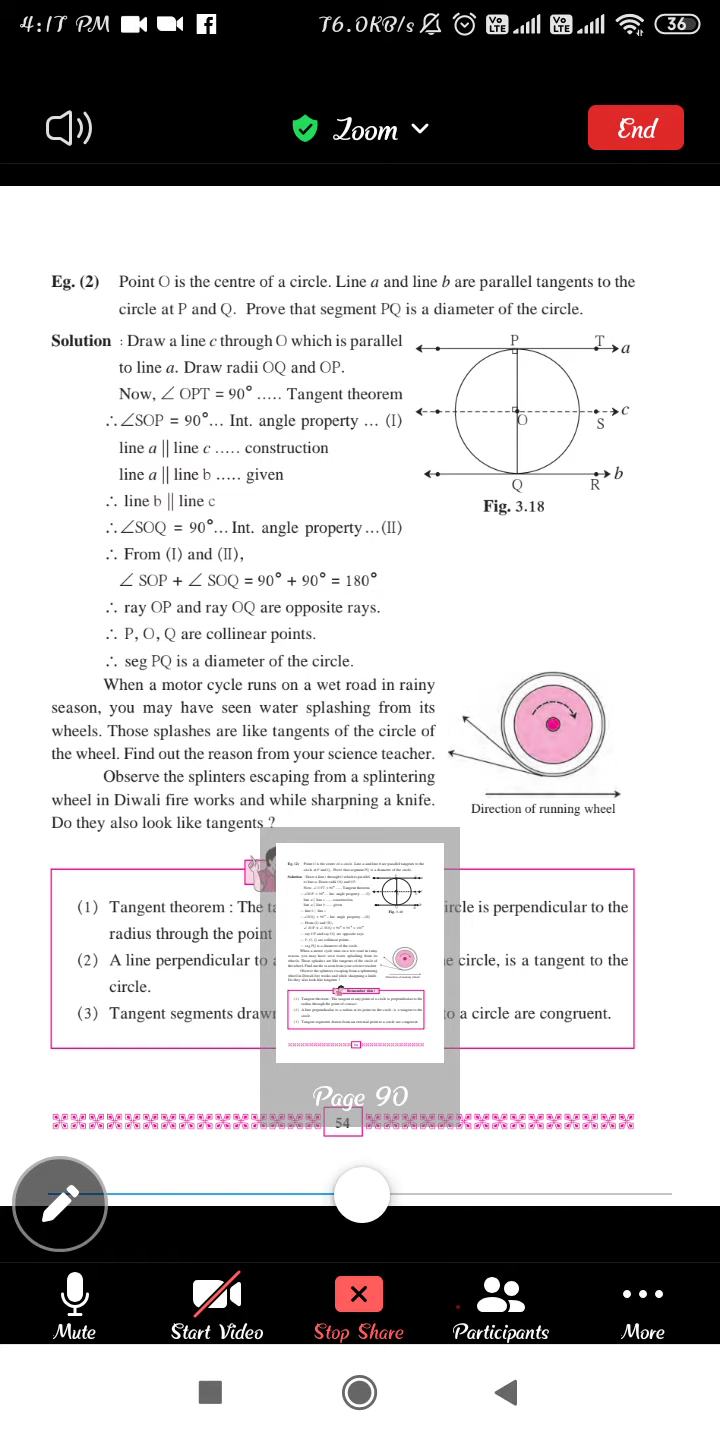 4:17 PM
76.0KB/s
Vo LTE
Vo LTE
36
Zoom
End
Eg. (2) Point O is the centre of a circle. Line a and line b are parallel tangents to the
circle at P and Q. Prove that segment PQ is a diameter of the circle.
Solution : Draw a line c through O which is parallel
to line a. Draw radii OQ and OP.
Now, ∠ OPT = 90° ..... Tangent theorem
∴∠SOP = 90°... Int. angle property ... (I)
line a || line c ..... construction
line a || line b ..... given
∴ line b || line c
∴∠SOQ = 90°... Int. angle property ...(II)
∴ From (I) and (II),
∠ SOP + ∠ SOQ = 90° + 90° = 180°
∴ ray OP and ray OQ are opposite rays.
∴ P, O, Q are collinear points.
∴ seg PQ is a diameter of the circle.
P T a
O S c
Q R b
Fig. 3.18
When a motor cycle runs on a wet road in rainy
season, you may have seen water splashing from its
wheels. Those splashes are like tangents of the circle of
the wheel. Find out the reason from your science teacher.
Observe the splinters escaping from a splintering
wheel in Diwali fire works and while sharpning a knife.
Do they also look like tangents ?
Direction of running wheel
(1) Tangent theorem : The ta ircle is perpendicular to the
radius through the point
(2) A line perpendicular to a e circle, is a tangent to the
circle.
(3) Tangent segments drawn o a circle are congruent.
Page 90
54
Mute
Start Video
Stop Share
Participants
More